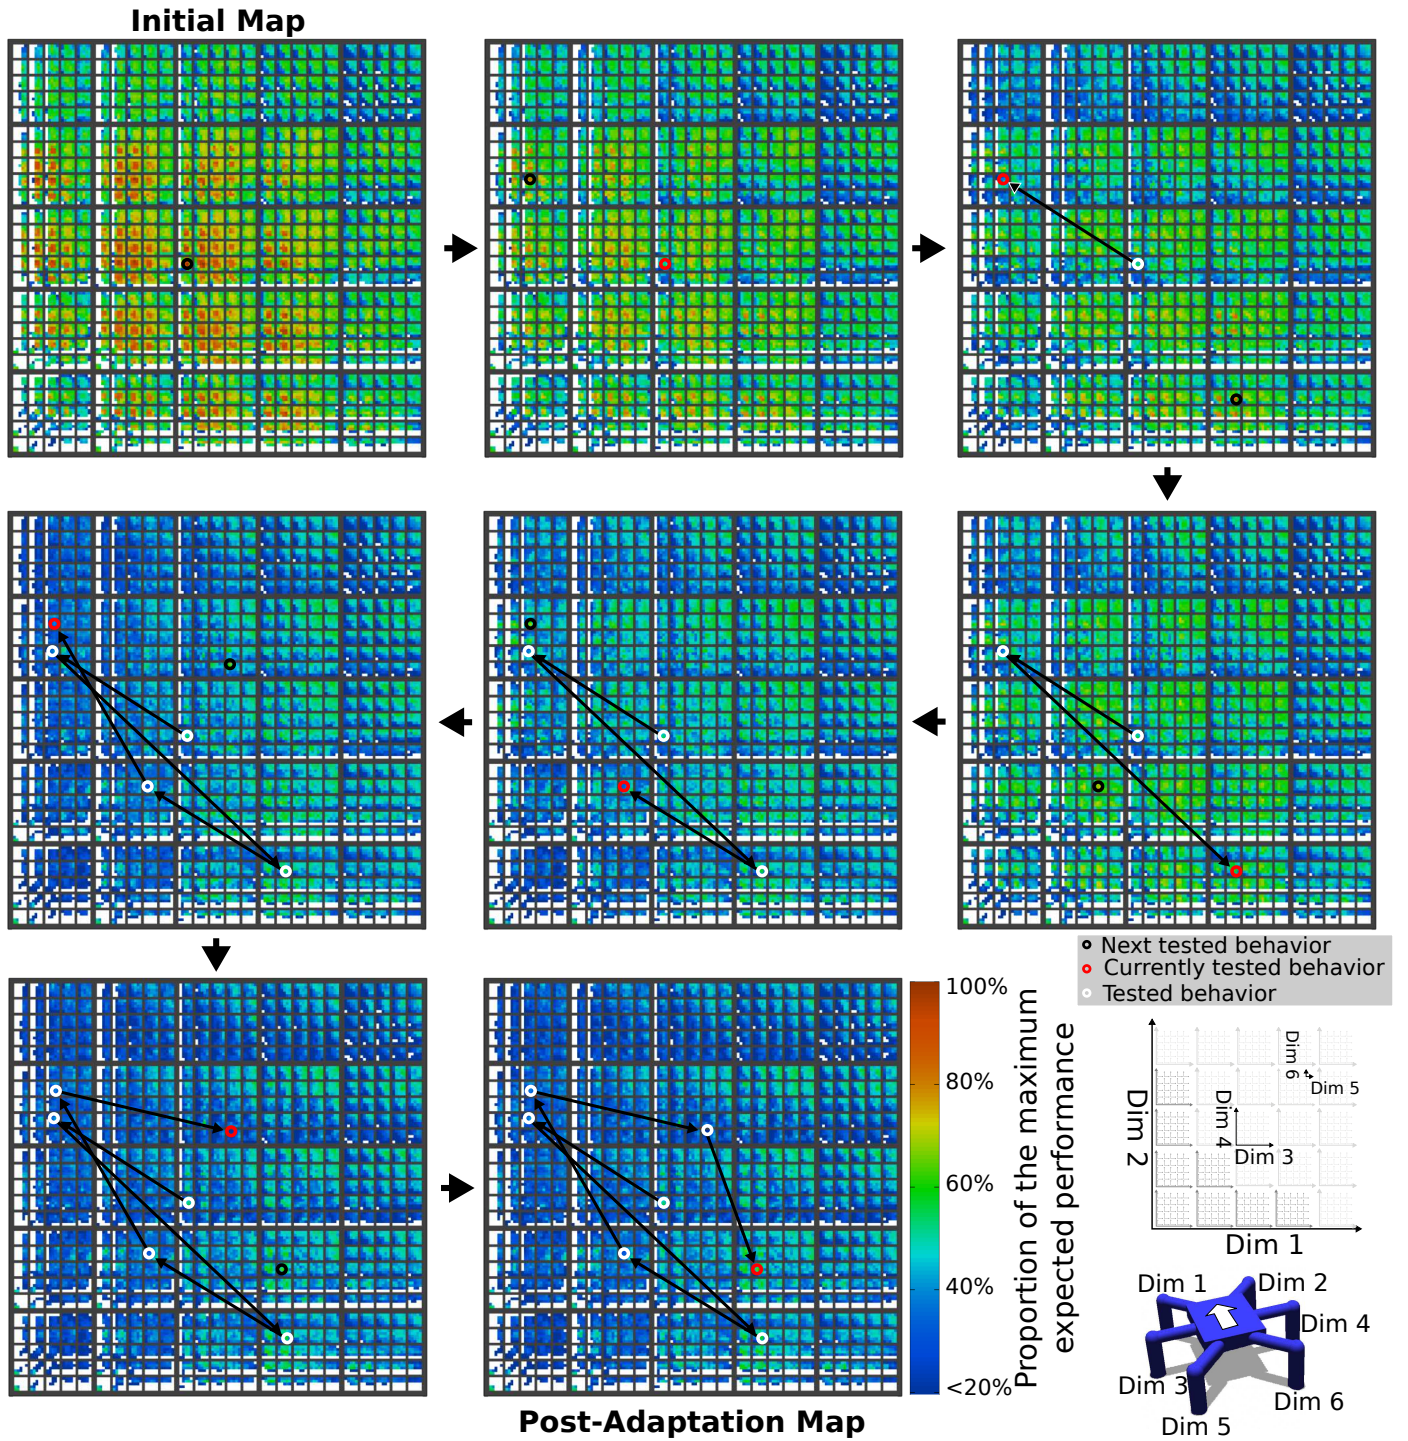 Initial Map
Next tested behavior
Currently tested behavior
Tested behavior
100%
80%
60%
40%
<20%
Proportion of the maximum
expected performance
Dim 2
Dim 6
Dim 5
Dim 4
Dim 3
Dim 1
Dim 1
Dim 2
Dim 4
Dim 3
Dim 6
Dim 5
Post-Adaptation Map